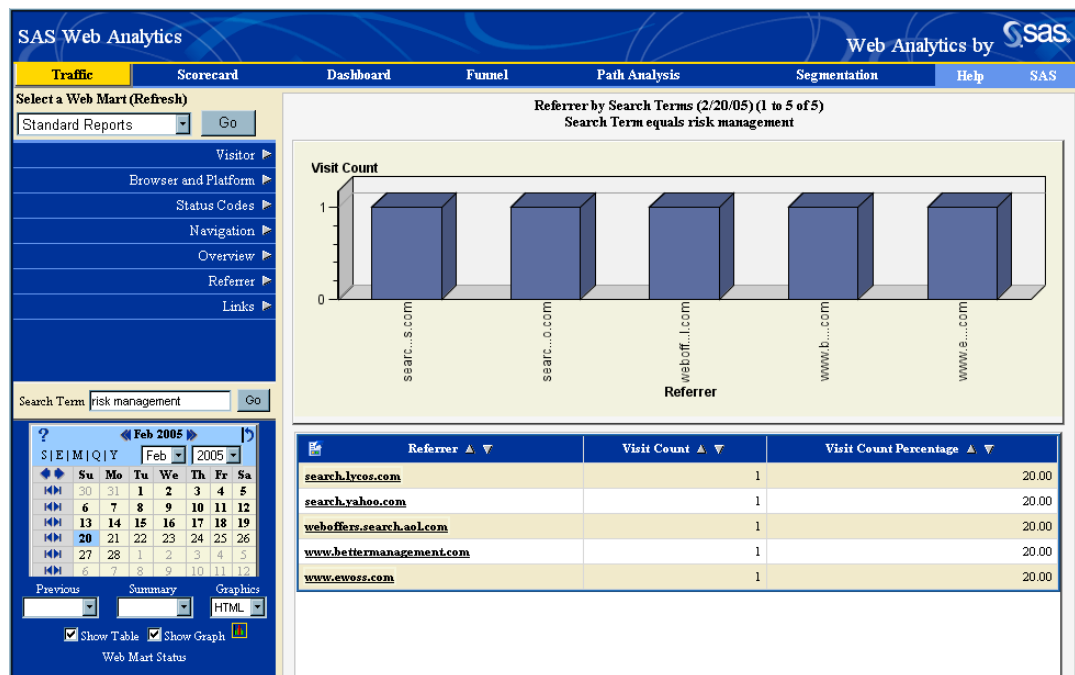 SAS Web Analytics
Web Analytics by sas.
Traffic Scorecard Dashboard Funnel Path Analysis Segmentation Help SAS
Select a Web Mart (Refresh)
Standard Reports Go
Visitor
Browser and Platform
Status Codes
Navigation
Overview
Referrer
Links
Search Term risk management Go
? Feb 2005
S|E|M|Q|Y Feb 2005
Su Mo Tu We Th Fr Sa
30 31 1 2 3 4 5
6 7 8 9 10 11 12
13 14 15 16 17 18 19
20 21 22 23 24 25 26
27 28 1 2 3 4 5
6 7 8 9 10 11 12
Previous Summary Graphics
HTML
Show Table Show Graph
Web Mart Status
Referrer by Search Terms (2/20/05) (1 to 5 of 5)
Search Term equals risk management
Visit Count
1
0
searc...s.com
searc...o.com
weboff...l.com
www.b...com
www.e...com
Referrer
Referrer Visit Count Visit Count Percentage
search.lycos.com 1 20.00
search.yahoo.com 1 20.00
weboffers.search.aol.com 1 20.00
www.bettermanagement.com 1 20.00
www.ewoss.com 1 20.00